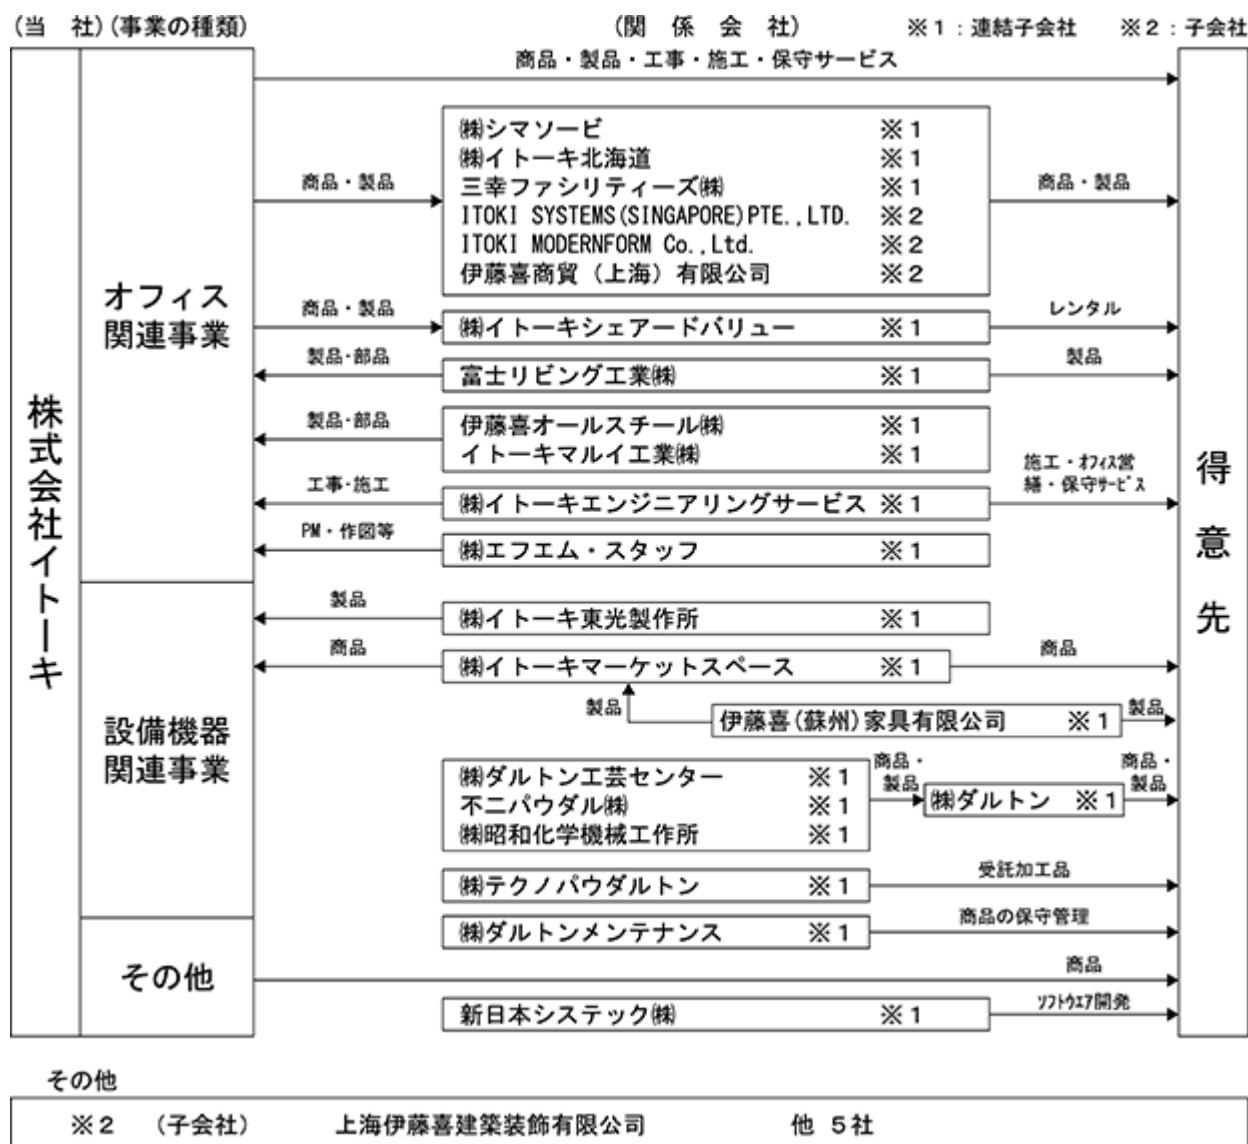 (当 社)(事業の種類) (関 係 会 社) ※1：連結子会社 ※2：子会社
商品・製品・工事・施工・保守サービス
株式会社イトーキ
オフィス
関連事業
商品・製品
㈱シマソービ ※1
㈱イトーキ北海道 ※1
三幸ファシリティーズ㈱ ※1
ITOKI SYSTEMS(SINGAPORE)PTE.,LTD. ※2
ITOKI MODERNFORM Co.,Ltd. ※2
伊藤喜商貿（上海）有限公司 ※2
商品・製品
商品・製品
㈱イトーキシェアードバリュー ※1
レンタル
製品・部品
富士リビング工業㈱ ※1
製品
製品・部品
伊藤喜オールスチール㈱ ※1
イトーキマルイ工業㈱ ※1
工事・施工
㈱イトーキエンジニアリングサービス ※1
施工・ｵﾌｨｽ営
繕・保守ｻｰﾋﾞｽ
PM・作図等
㈱エフエム・スタッフ ※1
得意先
設備機器
関連事業
製品
㈱イトーキ東光製作所 ※1
商品
㈱イトーキマーケットスペース ※1
商品
製品
伊藤喜(蘇州)家具有限公司 ※1
製品
㈱ダルトン工芸センター ※1
不二パウダル㈱ ※1
㈱昭和化学機械工作所 ※1
商品・
製品
㈱ダルトン ※1
商品・
製品
㈱テクノパウダルトン ※1
受託加工品
㈱ダルトンメンテナンス ※1
商品の保守管理
その他
商品
新日本システック㈱ ※1
ｿﾌﾄｳｴｱ開発
その他
※2 （子会社） 上海伊藤喜建築装飾有限公司 他 5社